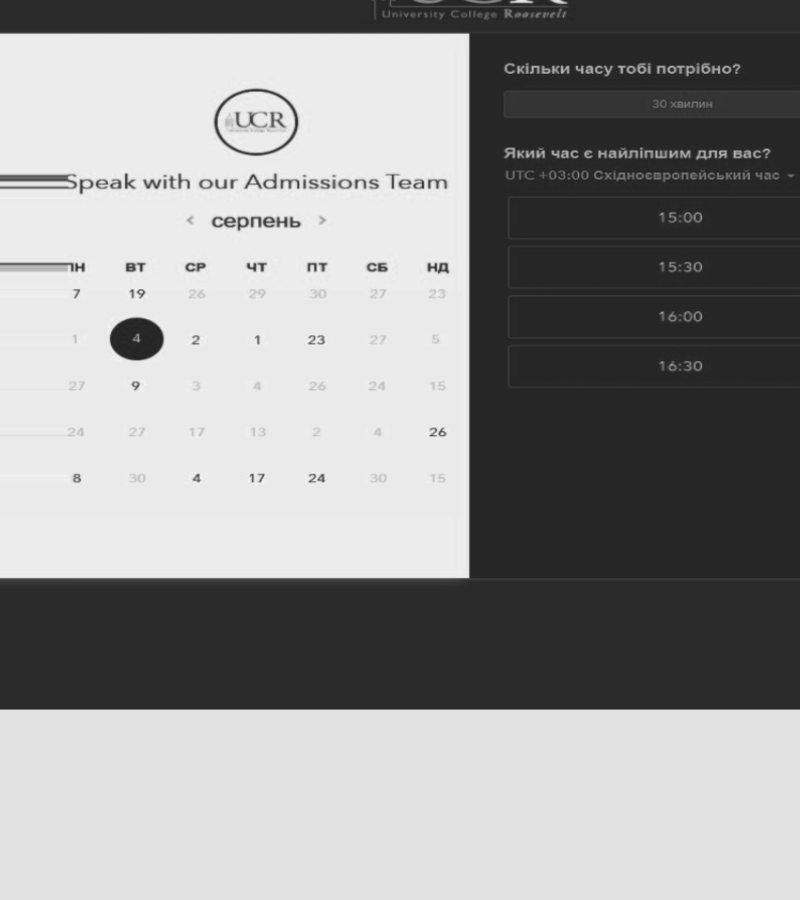 University College Roosevelt
UCR
Speak with our Admissions Team
< серпень >
ПН ВТ СР ЧТ ПТ СБ НД
7 19 26 29 30 27 23
1 4 2 1 23 27 5
27 9 3 4 26 24 15
24 27 17 13 2 4 26
8 30 4 17 24 30 15
Скільки часу тобі потрібно?
30 хвилин
Який час є найліпшим для вас?
UTC +03:00 Східноєвропейський час
15:00
15:30
16:00
16:30